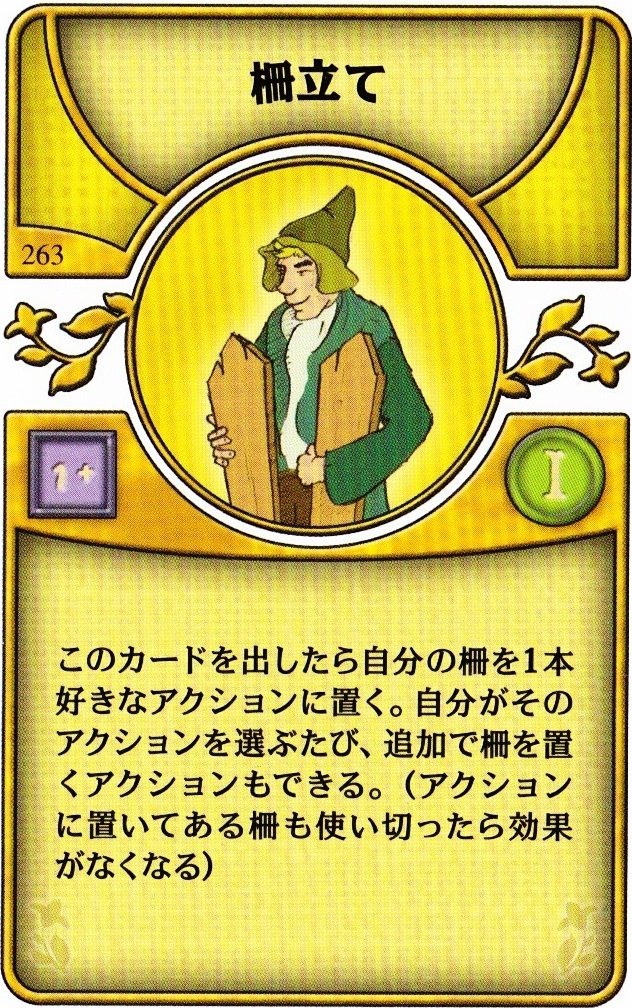 柵立て
263
1+
I
このカードを出したら自分の柵を1本
好きなアクションに置く。自分がその
アクションを選ぶたび、追加で柵を置
くアクションもできる。（アクション
に置いてある柵も使い切ったら効果
がなくなる）